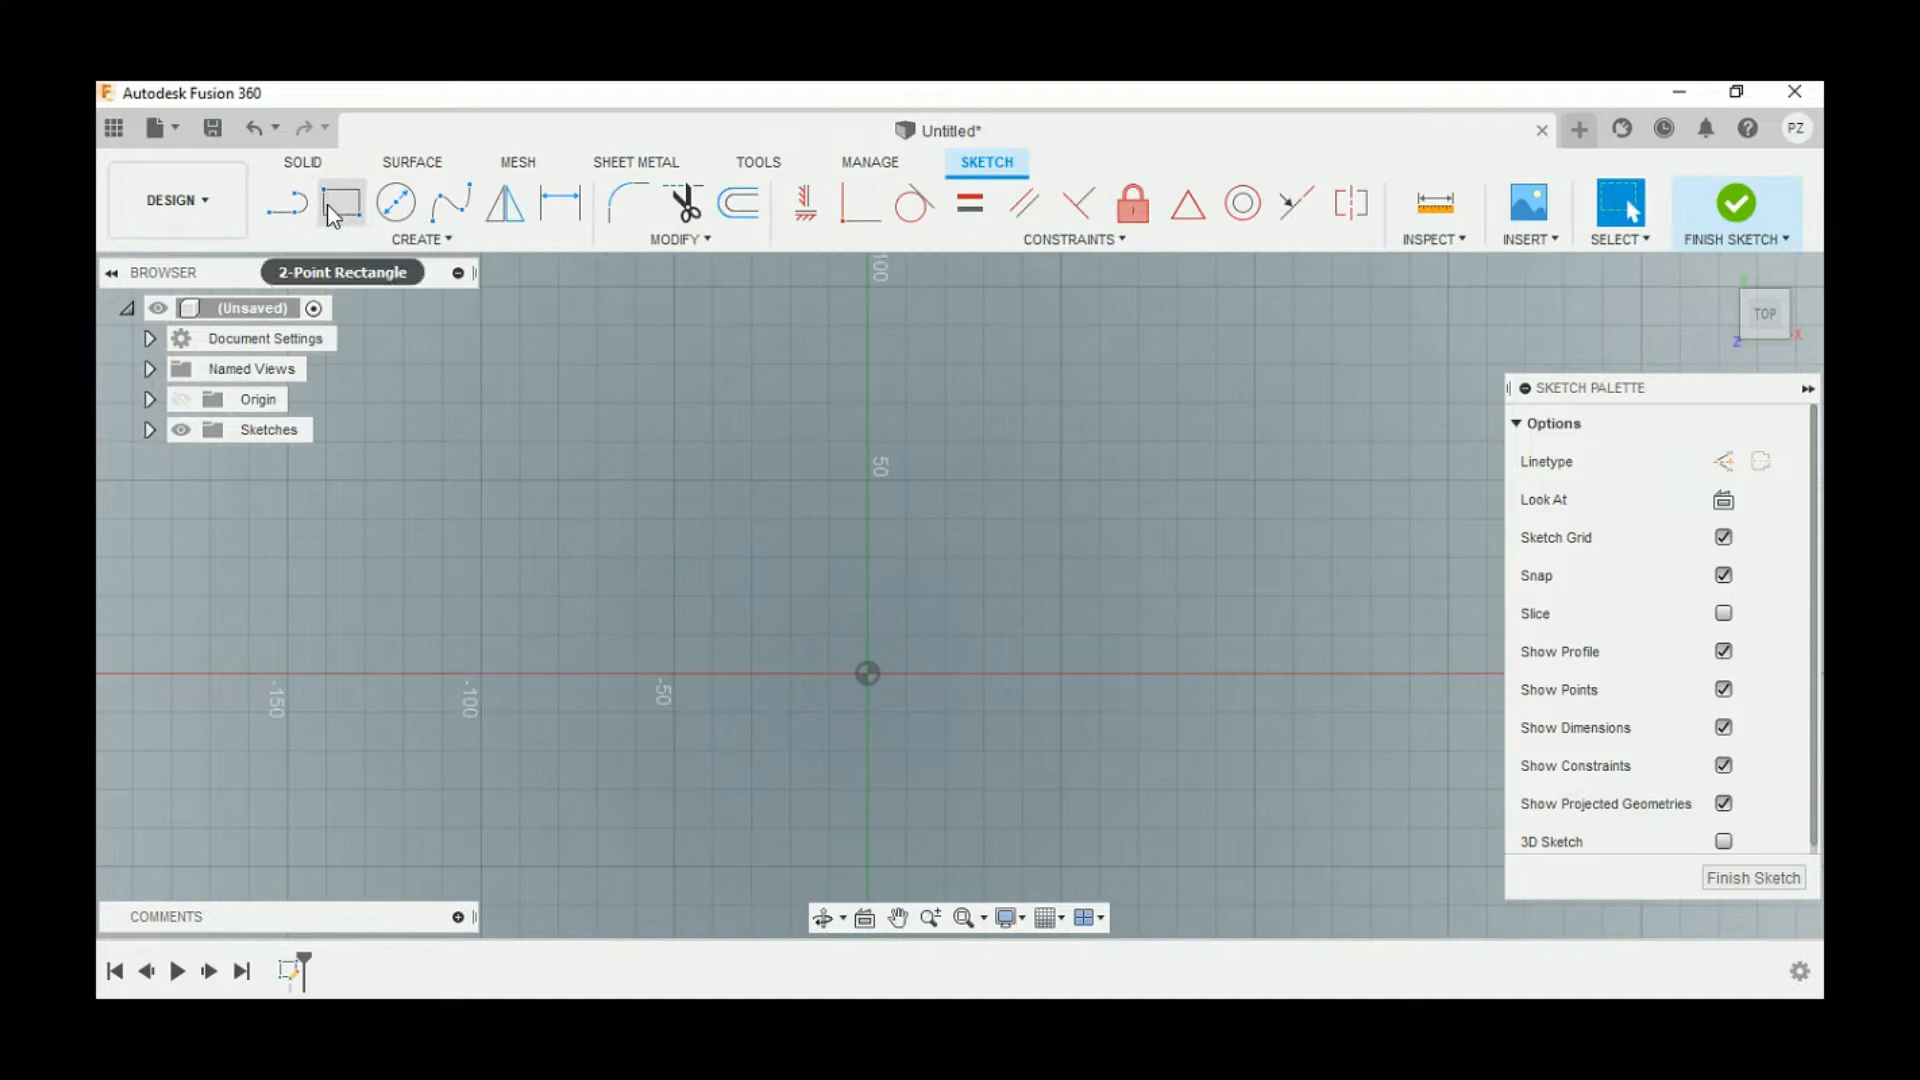 Autodesk Fusion 360
Untitled*
PZ
DESIGN
SOLID
SURFACE
MESH
SHEET METAL
TOOLS
MANAGE
SKETCH
CREATE
MODIFY
CONSTRAINTS
INSPECT
INSERT
SELECT
FINISH SKETCH
BROWSER
2-Point Rectangle
(Unsaved)
Document Settings
Named Views
Origin
Sketches
100
50
-150
-100
-50
TOP
X
Z
SKETCH PALETTE
Options
Linetype
Look At
Sketch Grid
Snap
Slice
Show Profile
Show Points
Show Dimensions
Show Constraints
Show Projected Geometries
3D Sketch
Finish Sketch
COMMENTS